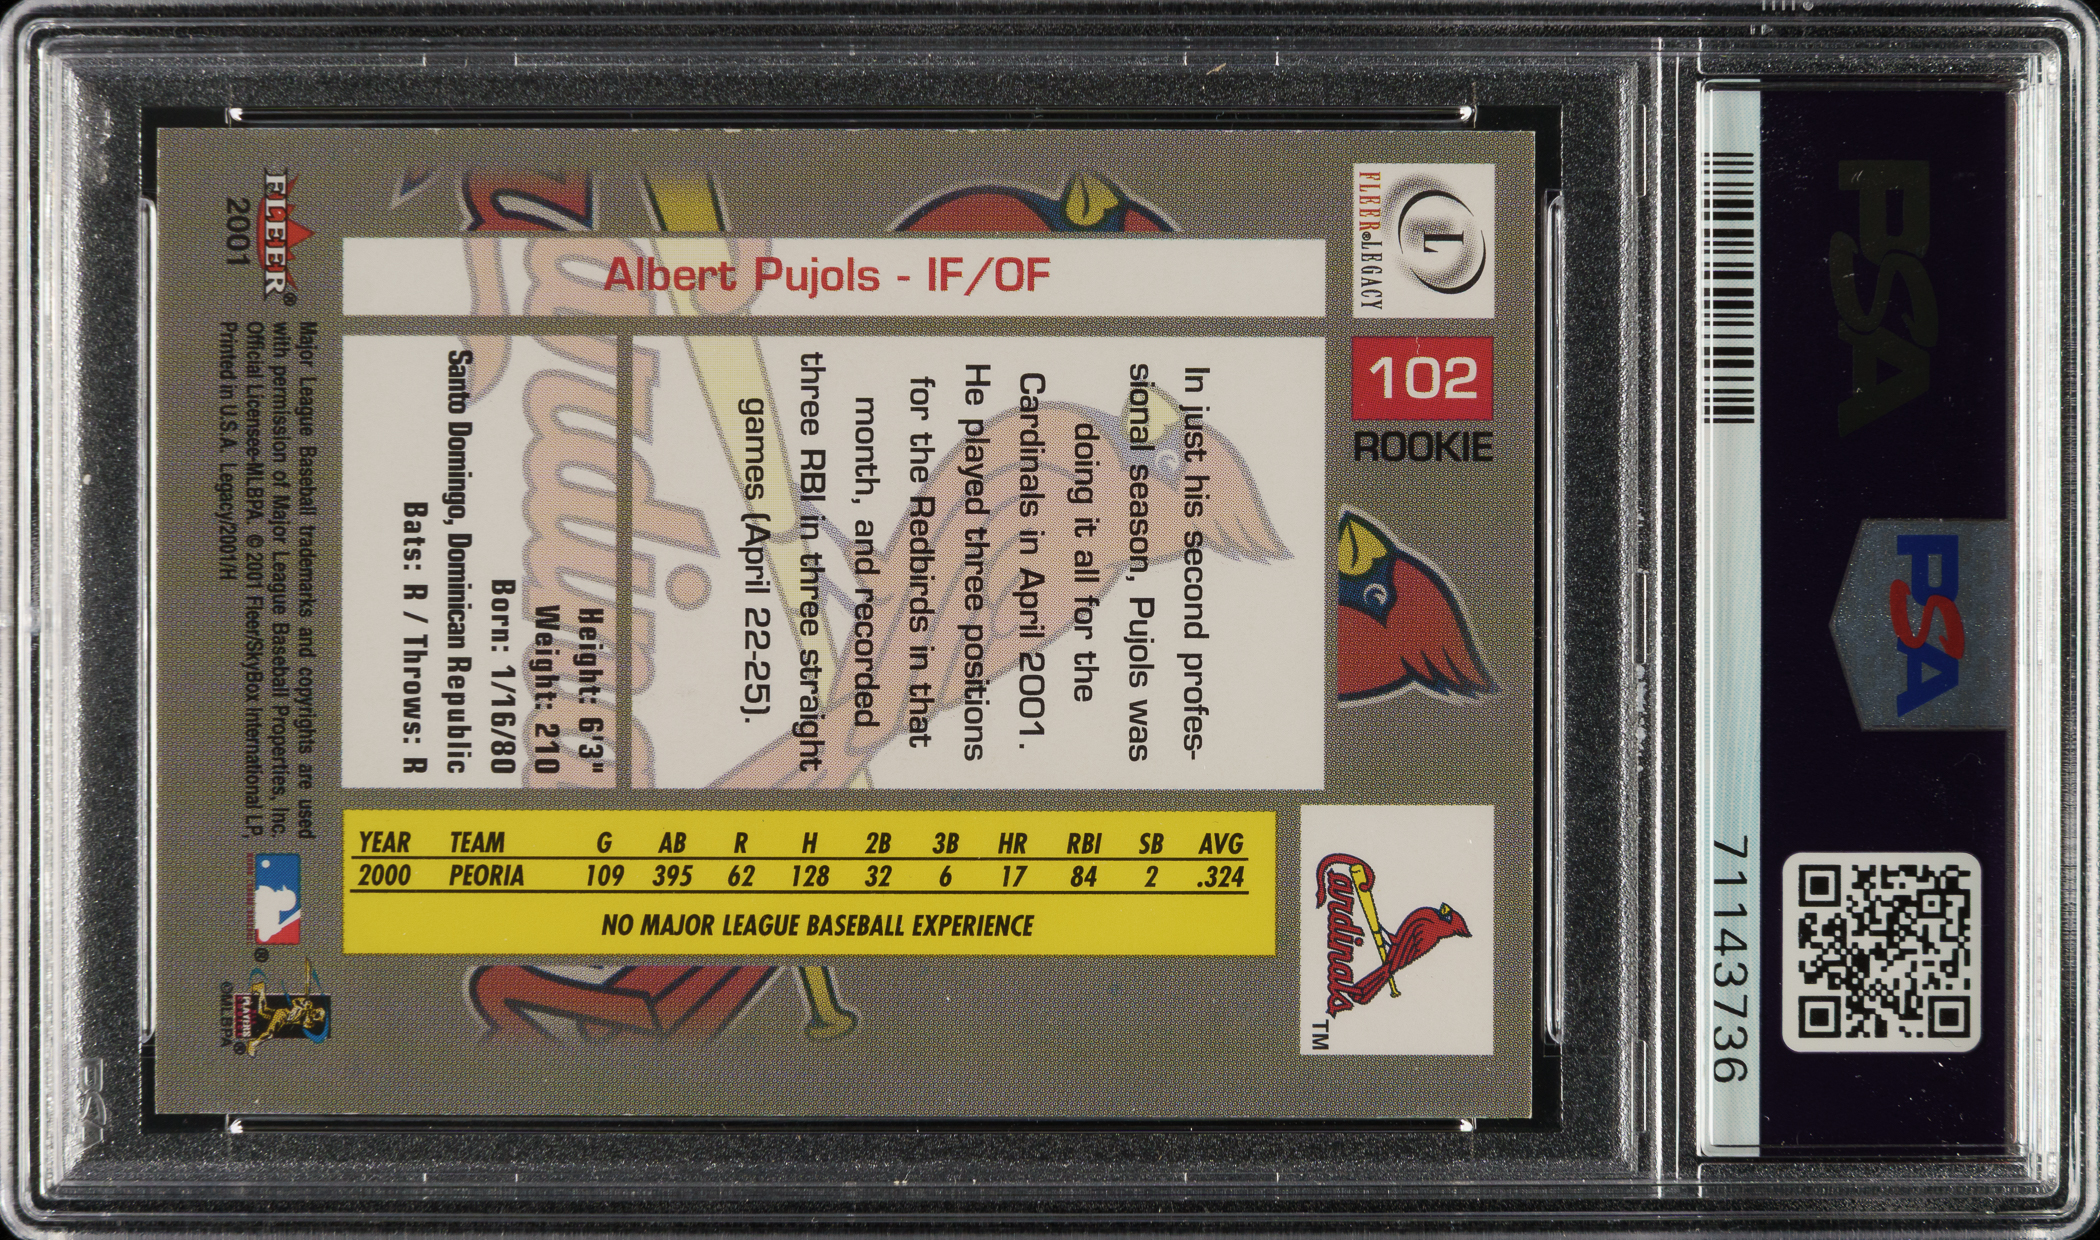 FLEER®LEGACY
L
102
ROOKIE
Albert Pujols - IF/OF
In just his second profes-
sional season, Pujols was
doing it all for the
Cardinals in April 2001.
He played three positions
for the Redbirds in that
month, and recorded
three RBI in three straight
games (April 22-25).
Height: 6'3"
Weight: 210
Born: 1/16/80
Santo Domingo, Dominican Republic
Bats: R / Throws: R
Cardinals
TM
YEAR TEAM G AB R H 2B 3B HR RBI SB AVG
2000 PEORIA 109 395 62 128 32 6 17 84 2 .324
NO MAJOR LEAGUE BASEBALL EXPERIENCE
FLEER®
2001
Major League Baseball trademarks and copyrights are used
with permission of Major League Baseball Properties, Inc.
Official Licensee-MLBPA. © 2001 Fleer/SkyBox International LP,
Printed in U.S.A. Legacy/2001/H
®
PLAYERS
®
©MLBPA
PSA
PSA
71143736
PSA